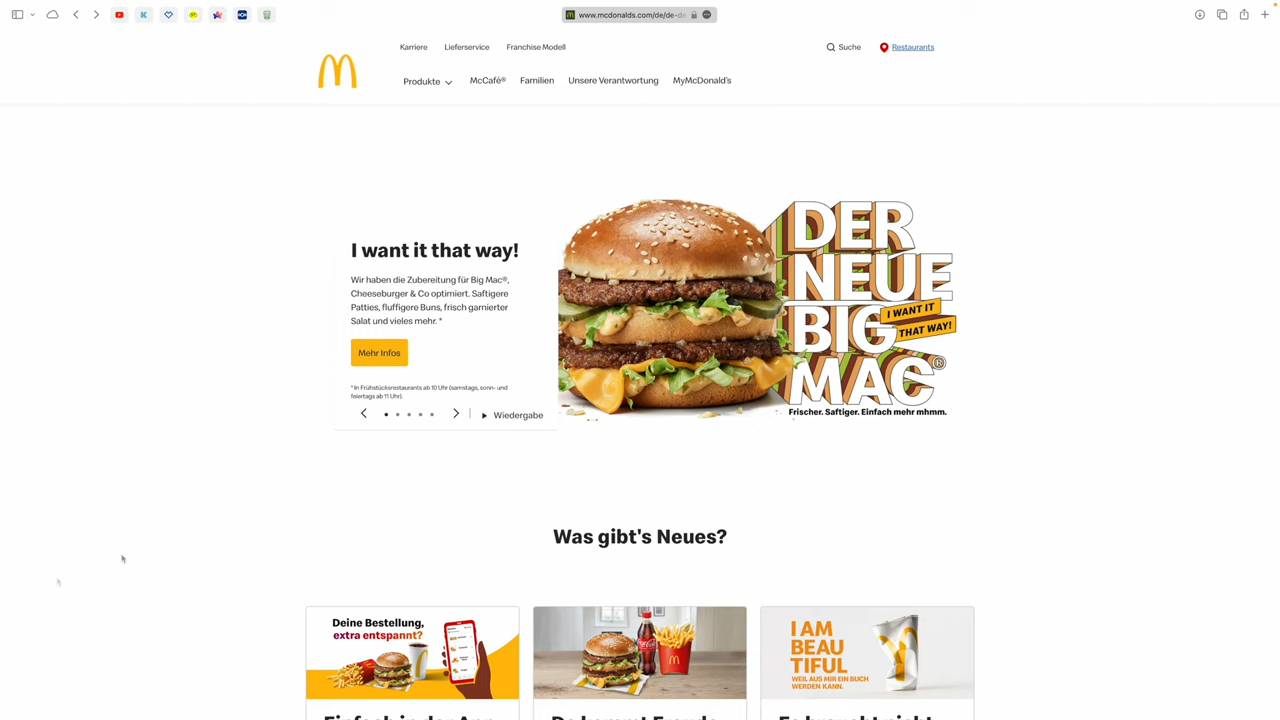 www.mcdonalds.com/de/de-de
Karriere Lieferservice Franchise Modell
Suche Restaurants
Produkte McCafé® Familien Unsere Verantwortung MyMcDonald's
I want it that way!
Wir haben die Zubereitung für Big Mac®,
Cheeseburger & Co optimiert. Saftigere
Patties, fluffigere Buns, frisch garnierter
Salat und vieles mehr. *
Mehr Infos
* In Frühstücksrestaurants ab 10 Uhr (samstags, sonn- und
feiertags ab 11 Uhr).
Wiedergabe
DER
NEUE
BIG
MAC®
I WANT IT
THAT WAY!
Frischer. Saftiger. Einfach mehr mhmm.
Was gibt's Neues?
Deine Bestellung,
extra entspannt?
I AM
BEAU
TIFUL
WEIL AUS MIR EIN BUCH
WERDEN KANN.
Einfach in der App